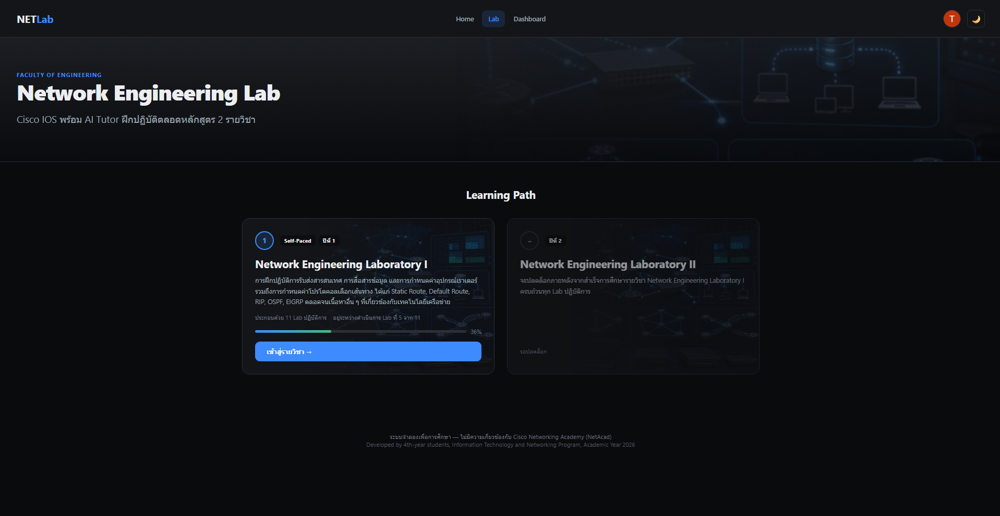 NETLab
Home
Lab
Dashboard
T
FACULTY OF ENGINEERING
Network Engineering Lab
Cisco IOS พร้อม AI Tutor ฝึกปฏิบัติตลอดหลักสูตร 2 รายวิชา
Learning Path
1
Self-Paced
ปีที่ 1
Network Engineering Laboratory I
การฝึกปฏิบัติการรับส่งสารสนเทศ การสื่อสารข้อมูล และการกำหนดค่าอุปกรณ์เราเตอร์
รวมถึงการกำหนดค่าโปรโตคอลเลือกเส้นทาง ได้แก่ Static Route, Default Route,
RIP, OSPF, EIGRP ตลอดจนเนื้อหาอื่น ๆ ที่เกี่ยวข้องกับเทคโนโลยีเครือข่าย
ประกอบด้วย 11 Lab ปฏิบัติการ อยู่ระหว่างดำเนินการ Lab ที่ 5 จาก 11
36%
เข้าสู่รายวิชา →
–
ปีที่ 2
Network Engineering Laboratory II
จะปลดล็อกภายหลังจากสำเร็จการศึกษารายวิชา Network Engineering Laboratory I
ครบถ้วนทุก Lab ปฏิบัติการ
รอปลดล็อก
ระบบจำลองเพื่อการศึกษา — ไม่มีความเกี่ยวข้องกับ Cisco Networking Academy (NetAcad)
Developed by 4th-year students, Information Technology and Networking Program, Academic Year 2026